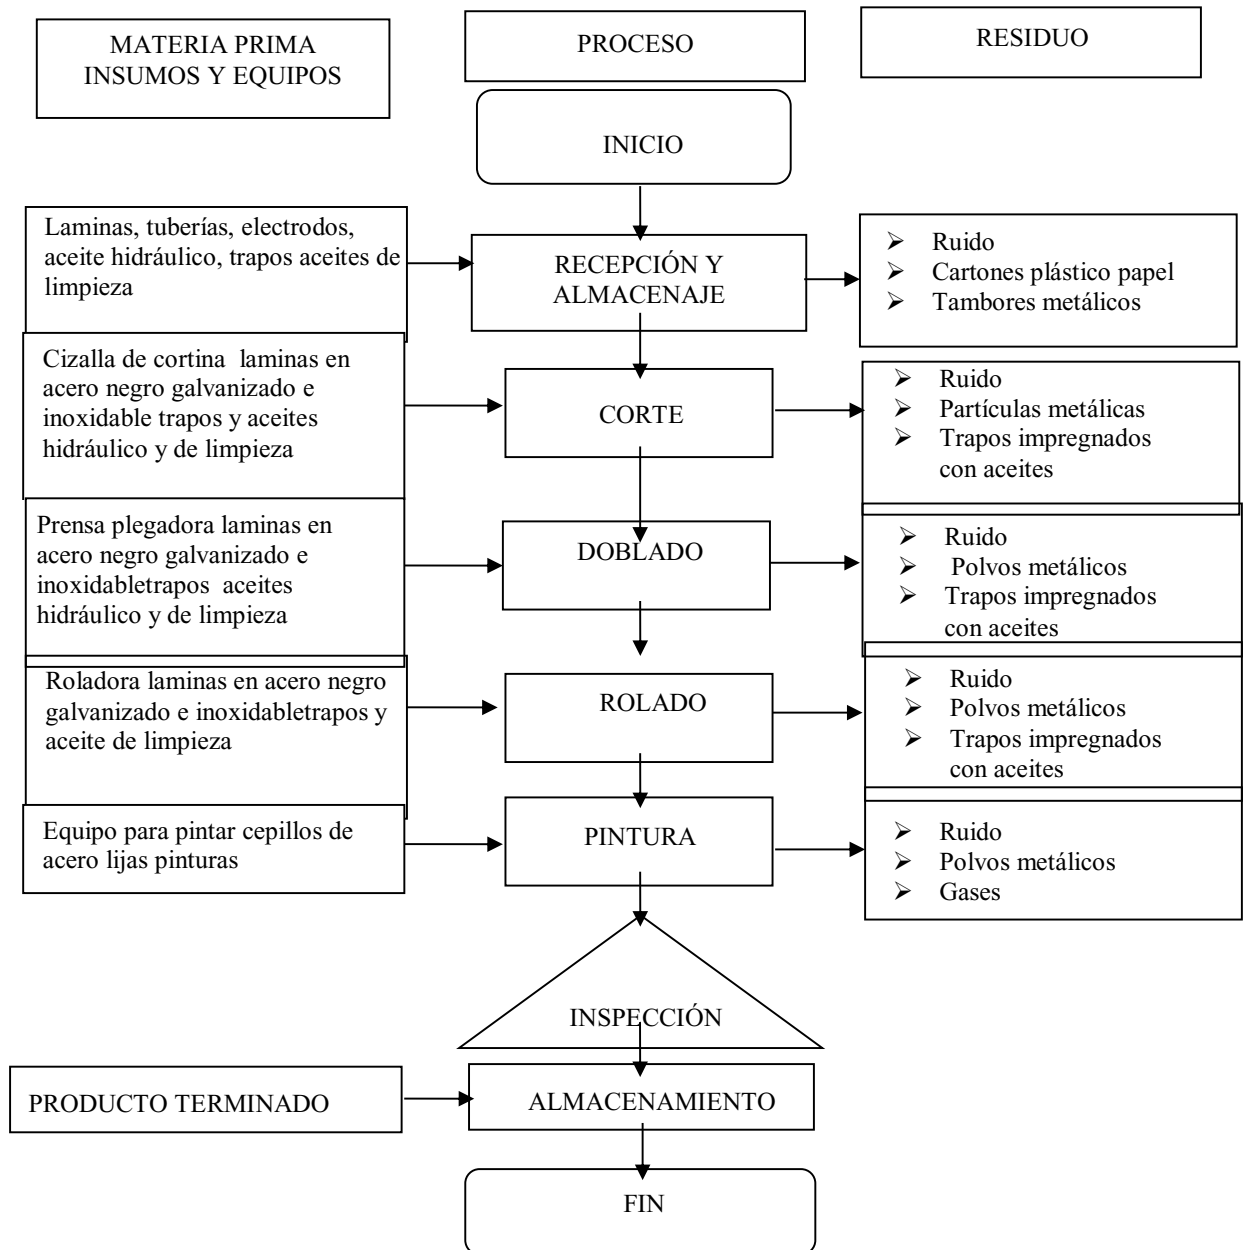 MATERIA PRIMA
INSUMOS Y EQUIPOS
PROCESO
RESIDUO
INICIO
Laminas, tuberías, electrodos,
aceite hidráulico, trapos aceites de
limpieza
RECEPCIÓN Y
ALMACENAJE
Ruido
Cartones plástico papel
Tambores metálicos
Cizalla de cortina laminas en
acero negro galvanizado e
inoxidable trapos y aceites
hidráulico y de limpieza
CORTE
Ruido
Partículas metálicas
Trapos impregnados
con aceites
Prensa plegadora laminas en
acero negro galvanizado e
inoxidabletrapos aceites
hidráulico y de limpieza
DOBLADO
Ruido
Polvos metálicos
Trapos impregnados
con aceites
Roladora laminas en acero negro
galvanizado e inoxidabletrapos y
aceite de limpieza
ROLADO
Ruido
Polvos metálicos
Trapos impregnados
con aceites
Equipo para pintar cepillos de
acero lijas pinturas
PINTURA
Ruido
Polvos metálicos
Gases
INSPECCIÓN
PRODUCTO TERMINADO
ALMACENAMIENTO
FIN